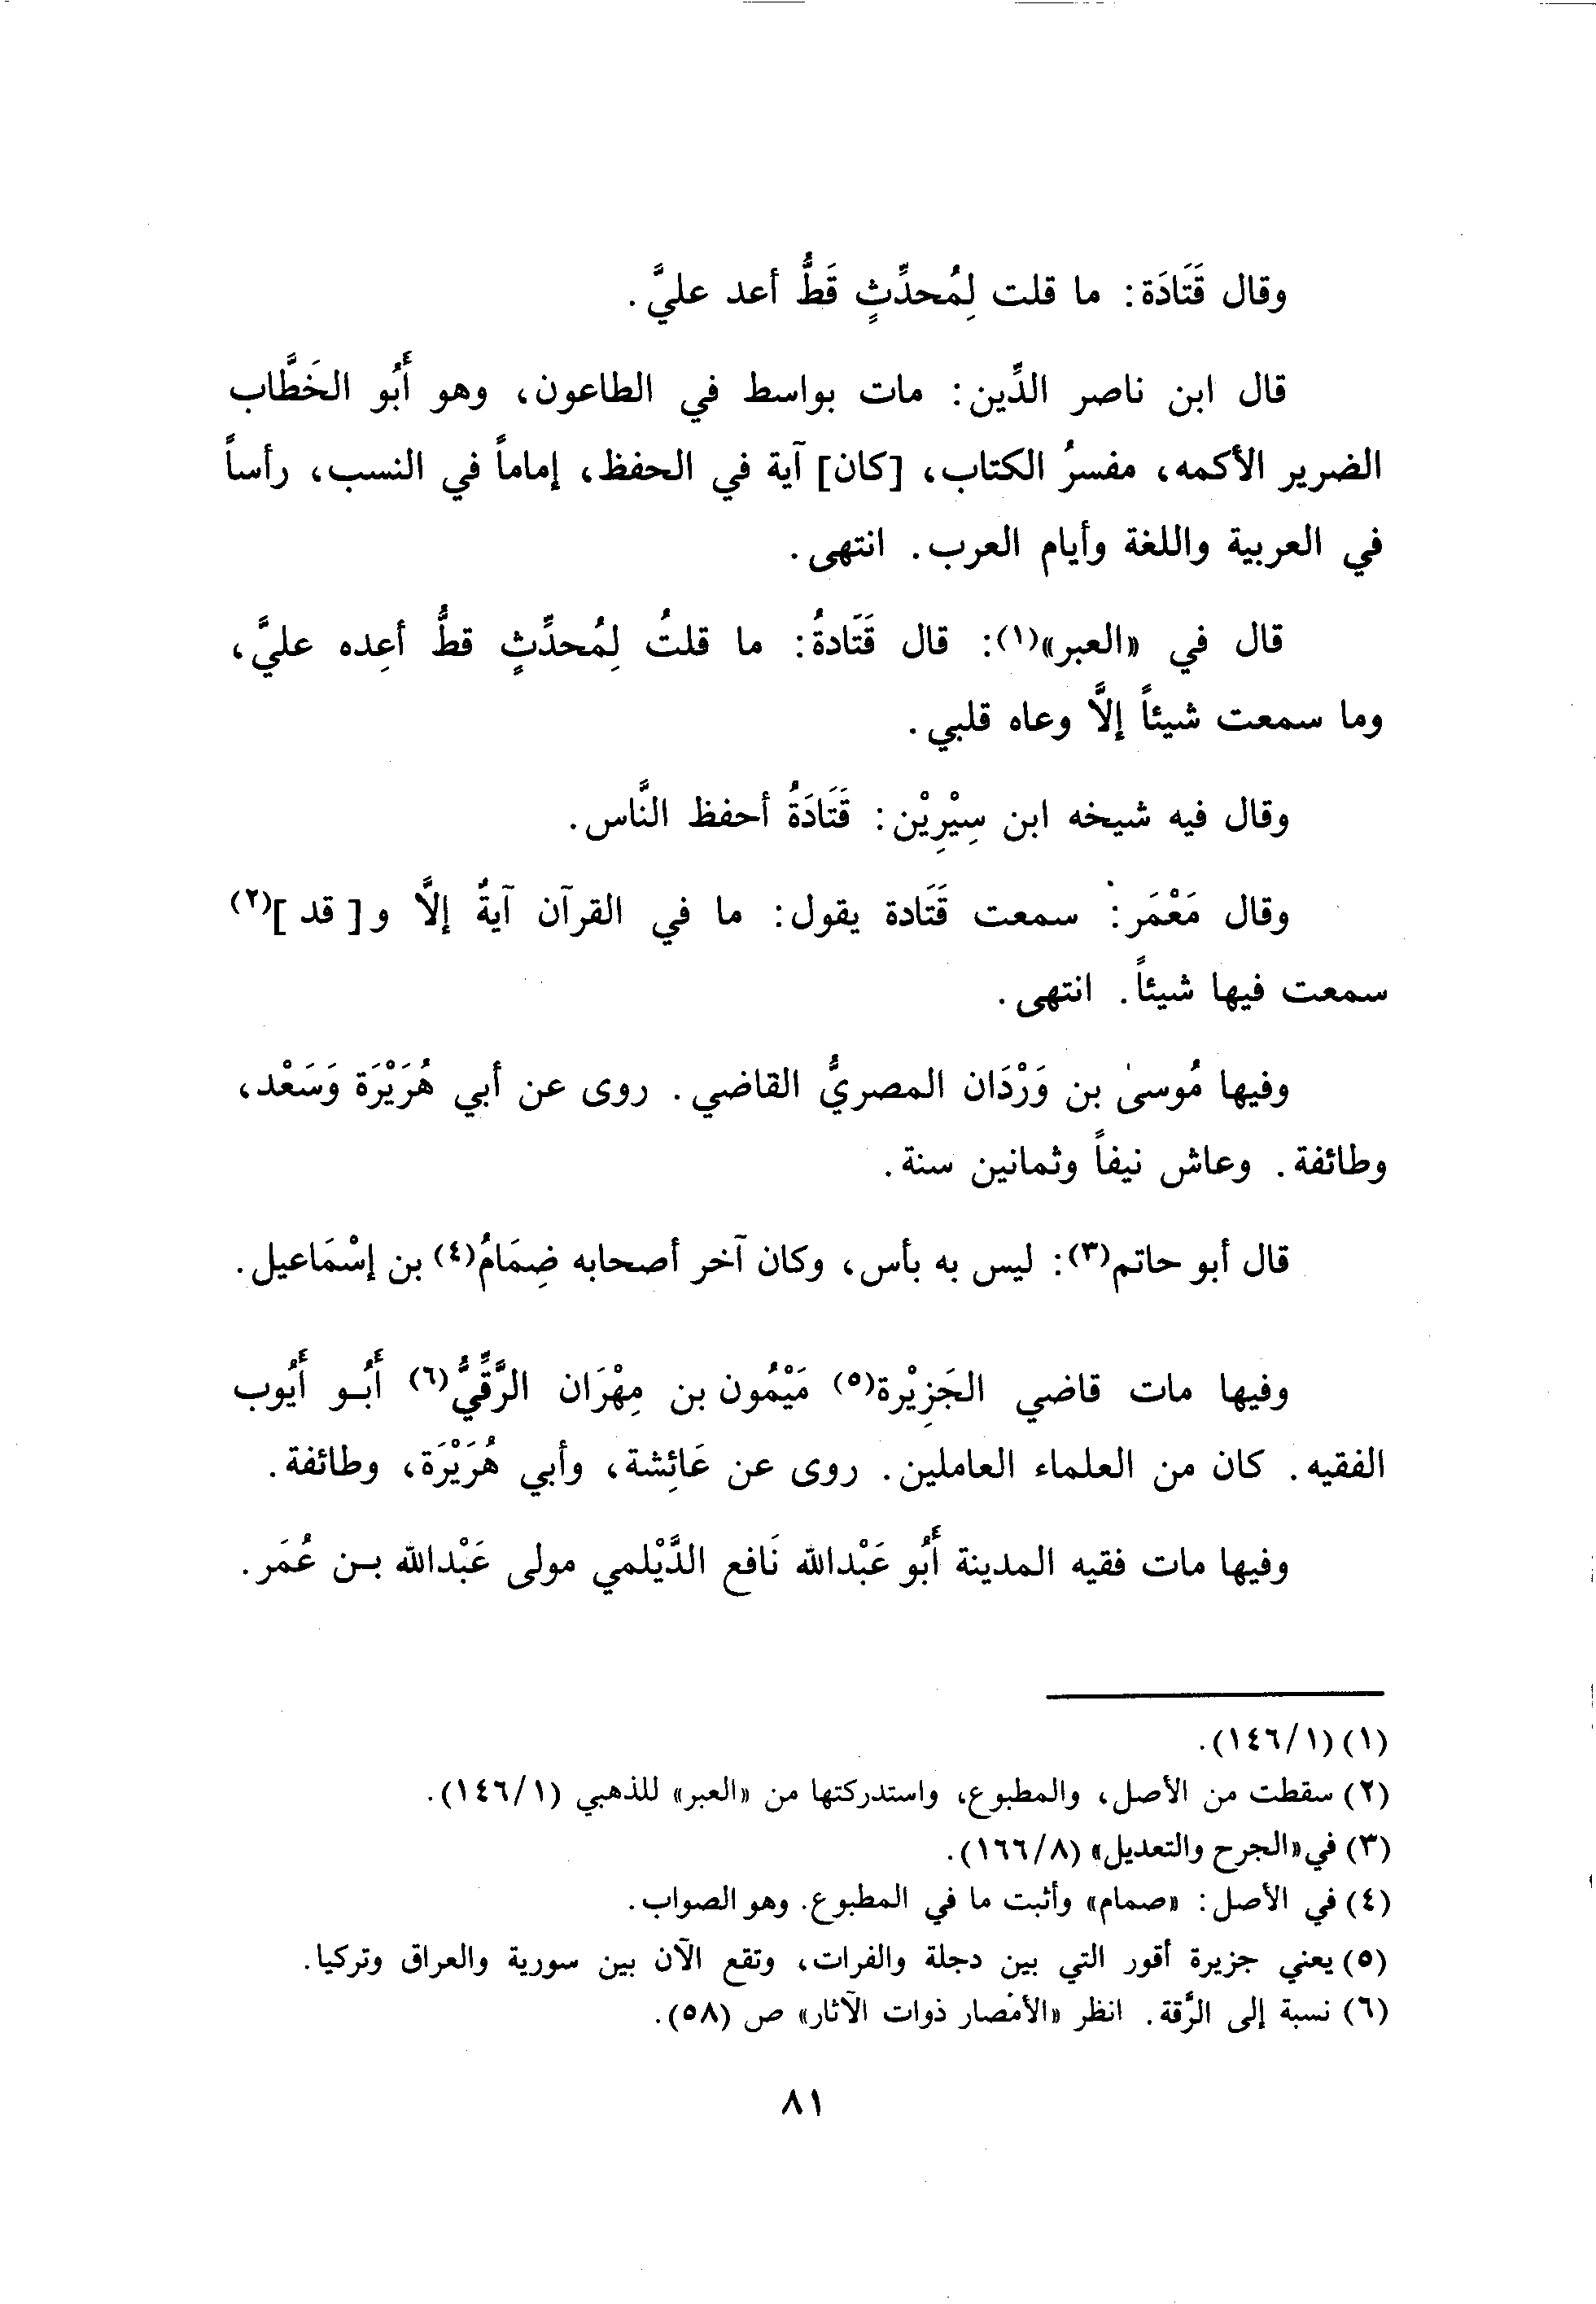 وقال قَتَادَة: ما قلت لِمُحدِّثٍ قَطُّ أعد عليَّ.
قال ابن ناصر الدِّين: مات بواسط في الطاعون، وهو أَبُو الخَطَّاب
الضرير الأكمه، مفسرُ الكتاب، [كان] آية في الحفظ، إماماً في النسب، رأساً
في العربية واللغة وأيام العرب. انتهى.
قال في «العبر»(١): قال قَتَادةُ: ما قلتُ لِمُحدِّثٍ قطُّ أعِده عليَّ،
وما سمعت شيئاً إلاَّ وعاه قلبي.
وقال فيه شيخه ابن سِيْرِيْن: قَتَادَةُ أحفظ النَّاس.
وقال مَعْمَر: سمعت قَتَادة يقول: ما في القرآن آيةٌ إلاَّ و[قد](٢)
سمعت فيها شيئاً. انتهى.
وفيها مُوسىٰ بن وَرْدَان المصريُّ القاضي. روى عن أبي هُرَيْرَة وَسَعْد،
وطائفة. وعاش نيفاً وثمانين سنة.
قال أبو حاتم(٣): ليس به بأس، وكان آخر أصحابه ضِمَامُ(٤) بن إسْمَاعيل.
وفيها مات قاضي الجَزِيْرة(٥) مَيْمُون بن مِهْرَان الرَّقِّيُّ(٦) أَبُو أَيُوب
الفقيه. كان من العلماء العاملين. روى عن عَائِشة، وأبي هُرَيْرَة، وطائفة.
وفيها مات فقيه المدينة أَبُو عَبْدالله نَافع الدَّيْلمي مولى عَبْدالله بن عُمَر.
(١) (١/١٤٦).
(٢) سقطت من الأصل، والمطبوع، واستدركتها من «العبر» للذهبي (١/١٤٦).
(٣) في «الجرح والتعديل» (٨/١٦٦).
(٤) في الأصل: «صمام» وأثبت ما في المطبوع. وهو الصواب.
(٥) يعني جزيرة أقور التي بين دجلة والفرات، وتقع الآن بين سورية والعراق وتركيا.
(٦) نسبة إلى الرَّقة. انظر «الأمْصار ذوات الآثار» ص (٥٨).
٨١